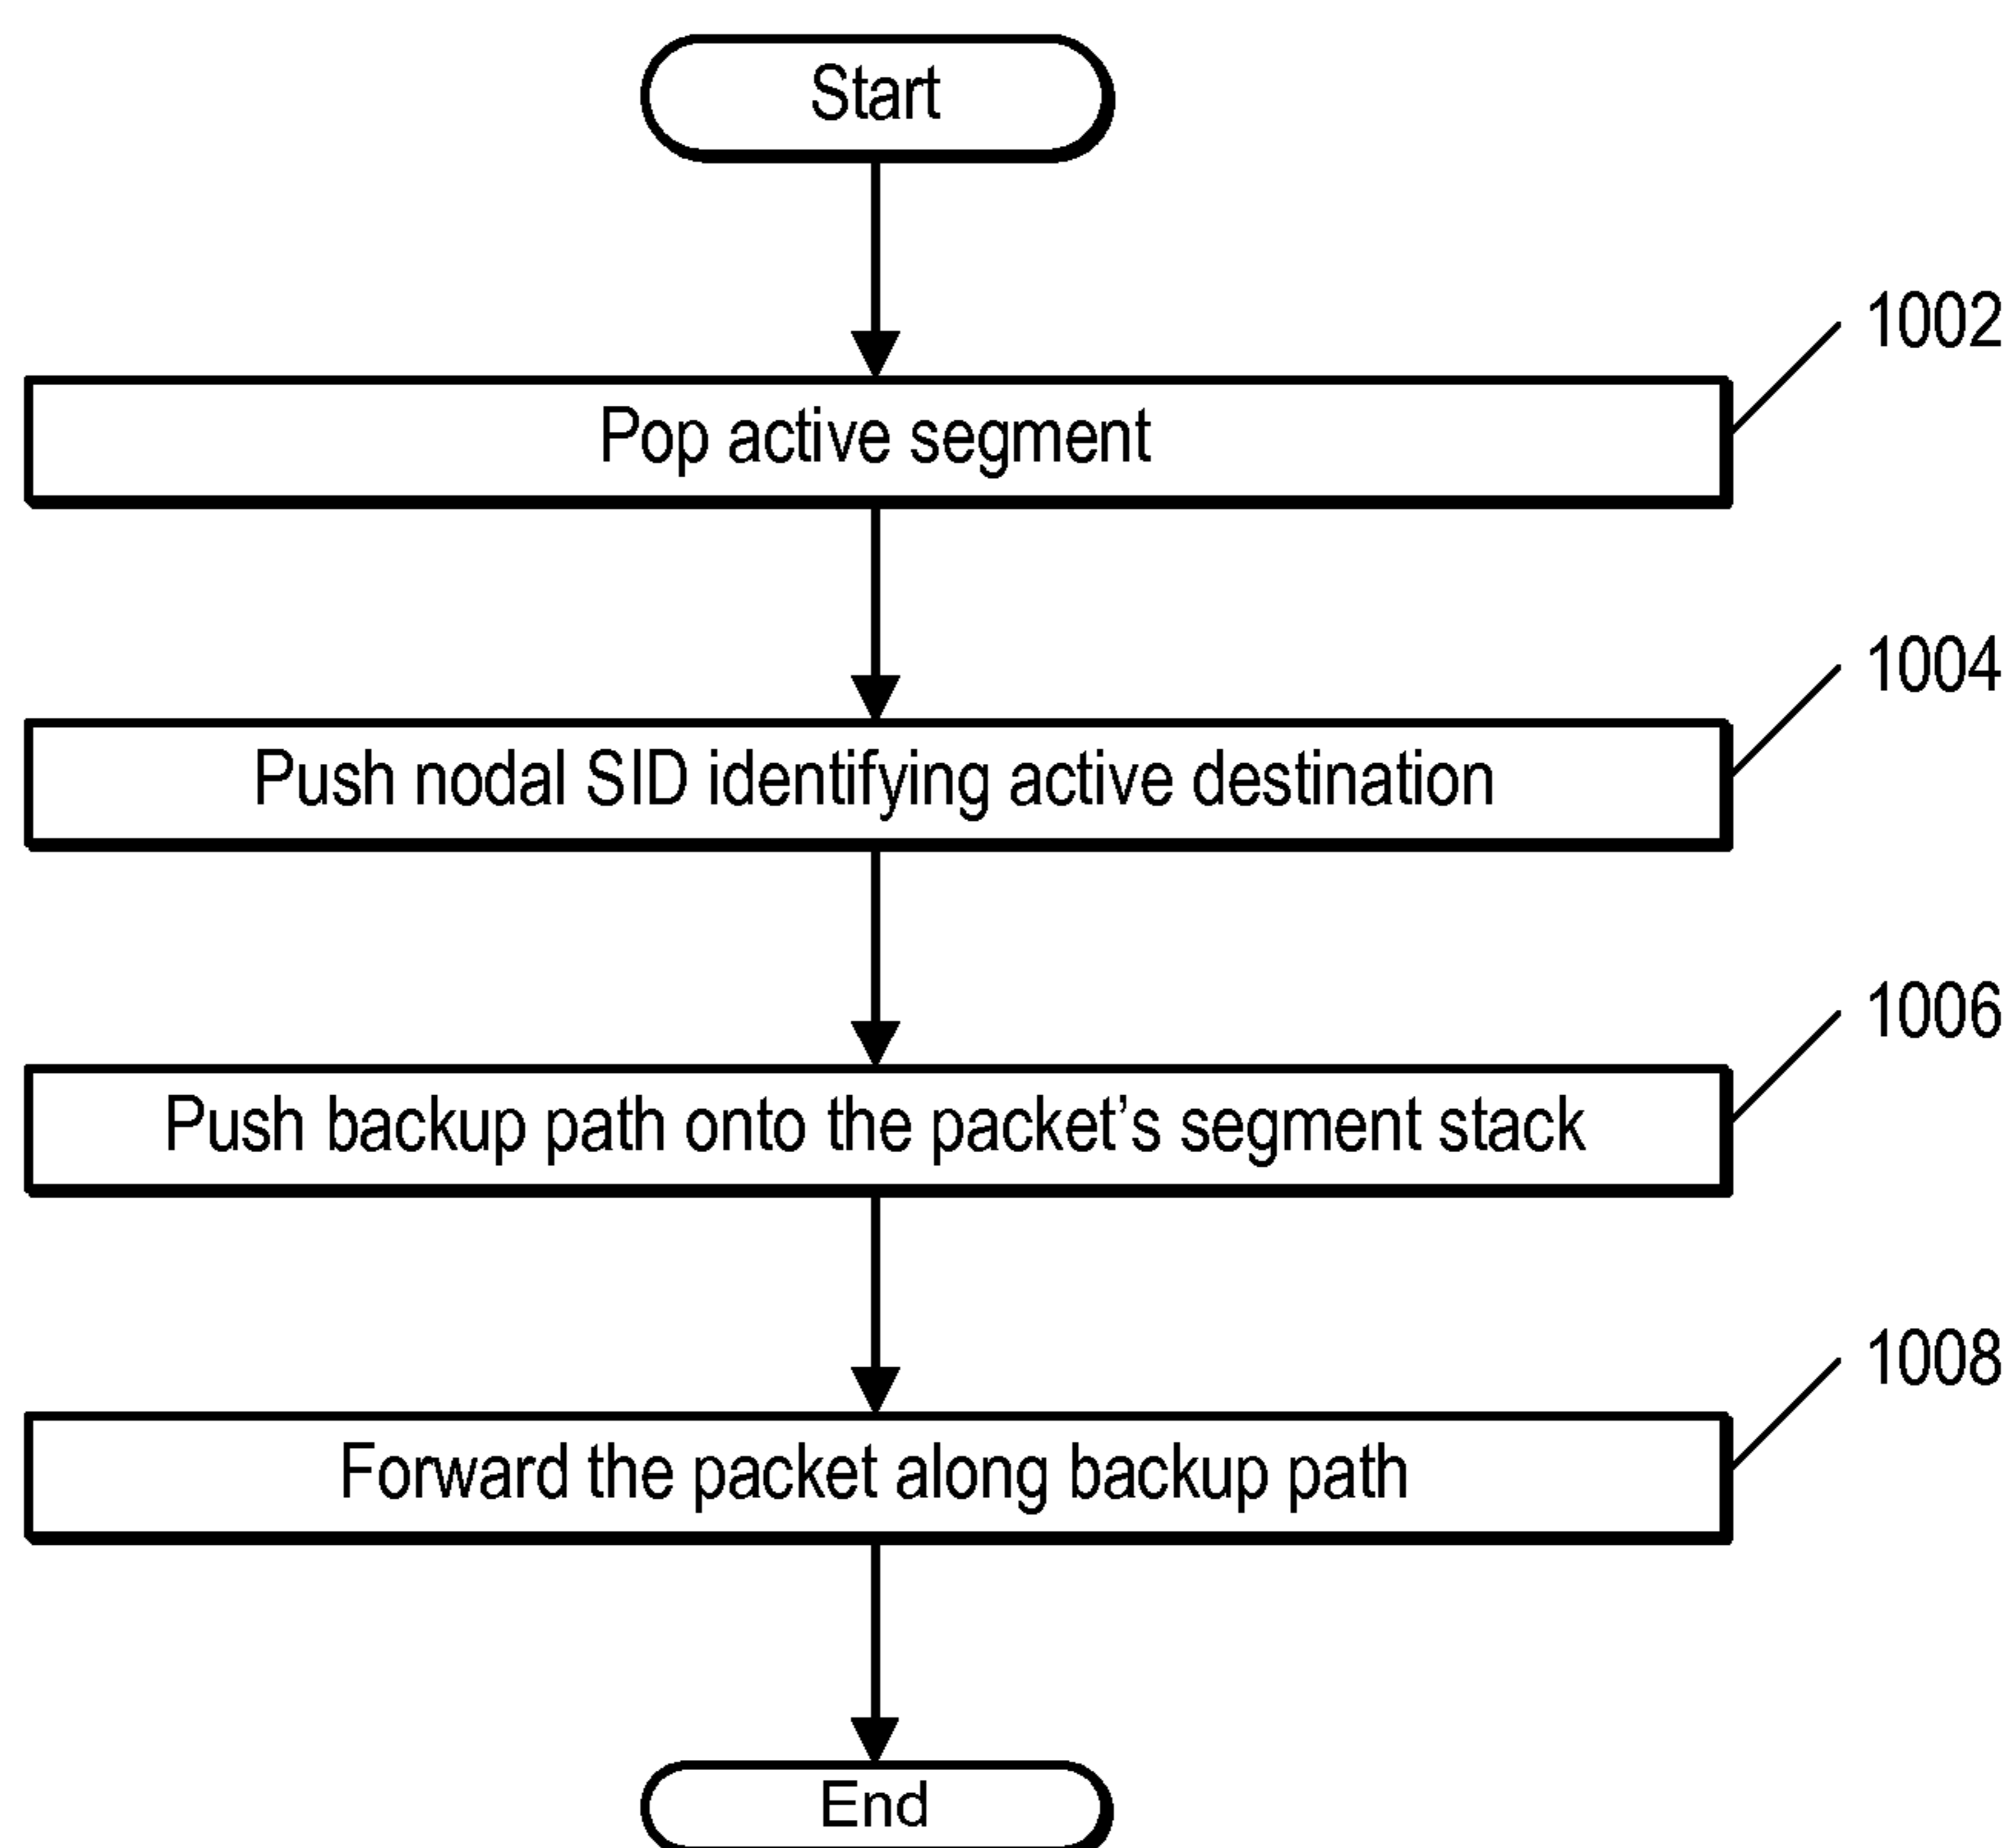 Start
1002
Pop active segment
1004
Push nodal SID identifying active destination
1006
Push backup path onto the packet's segment stack
1008
Forward the packet along backup path
End